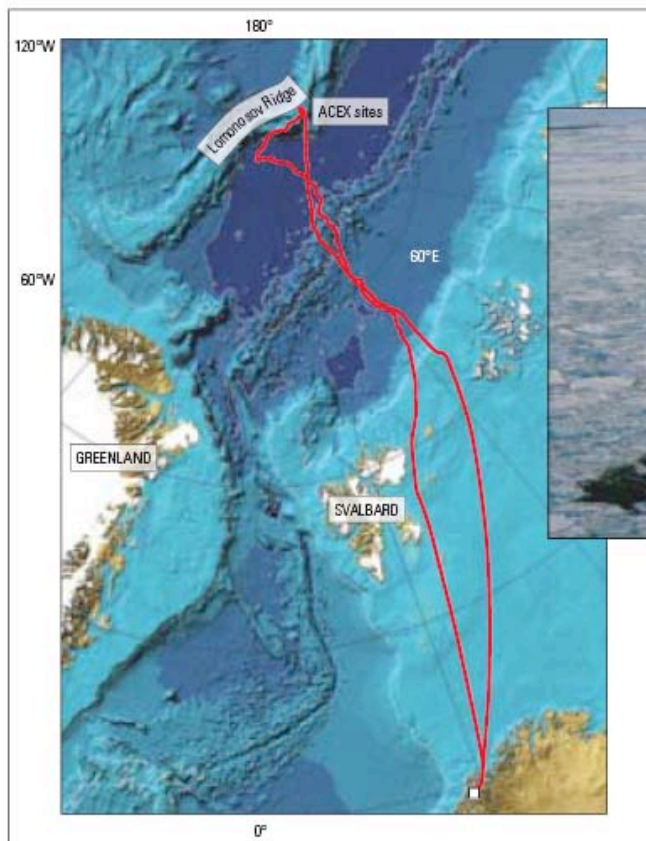 180°
120°W
Lomonosov Ridge
ACEX sites
60°E
60°W
GREENLAND
SVALBARD
0°